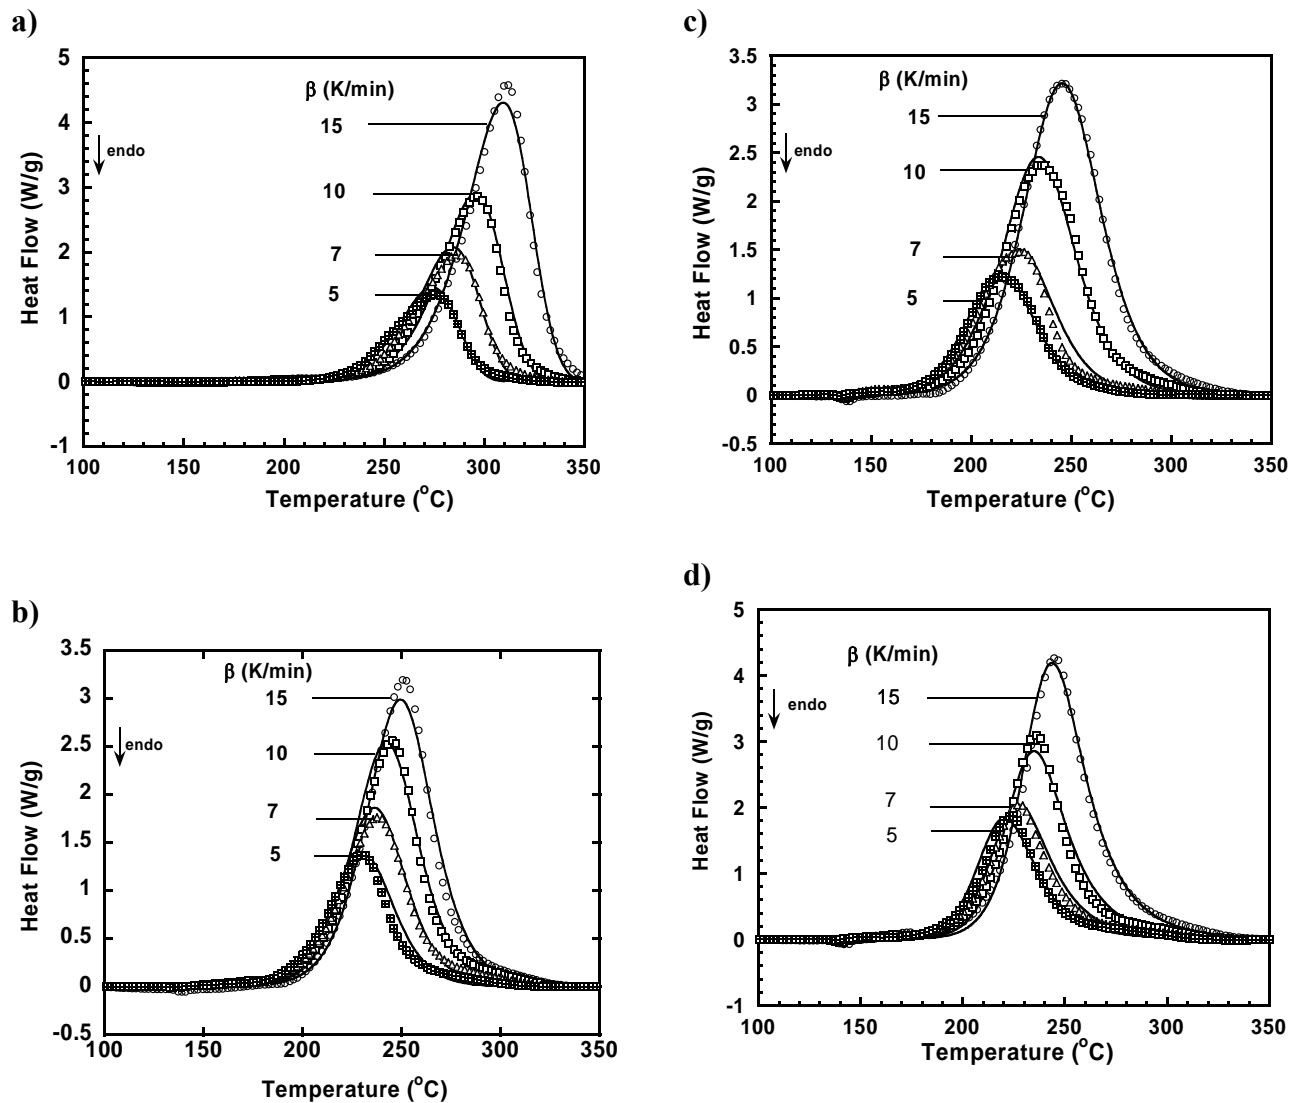 a)
5
4
3
2
1
0
-1
Heat Flow (W/g)
β (K/min)
15
10
7
5
endo
100 150 200 250 300 350
Temperature (°C)
c)
3.5
3
2.5
2
1.5
1
0.5
0
-0.5
Heat Flow (W/g)
β (K/min)
15
10
7
5
endo
100 150 200 250 300 350
Temperature (°C)
b)
3.5
3
2.5
2
1.5
1
0.5
0
-0.5
Heat Flow (W/g)
β (K/min)
15
10
7
5
endo
100 150 200 250 300 350
Temperature (°C)
d)
5
4
3
2
1
0
-1
Heat Flow (W/g)
β (K/min)
15
10
7
5
endo
100 150 200 250 300 350
Temperature (°C)